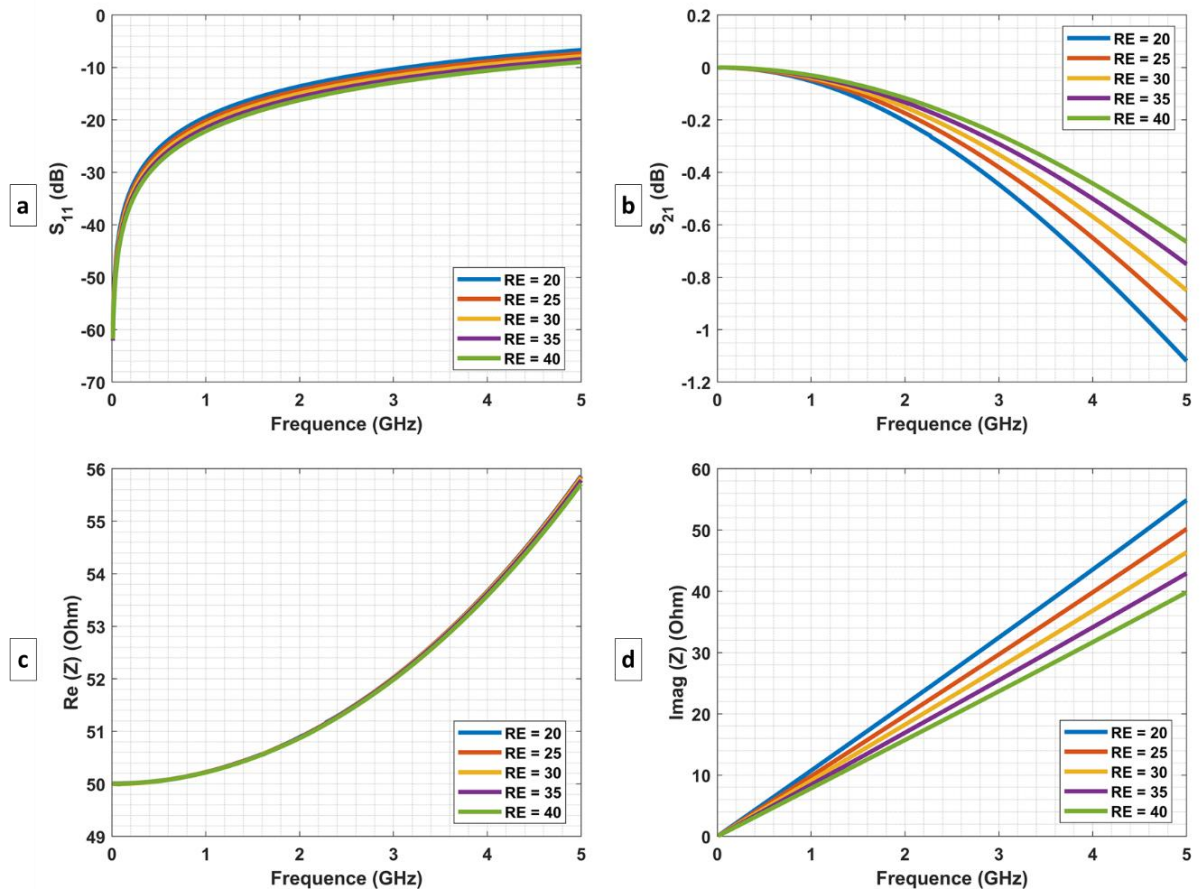 a
S11 (dB)
0
-10
-20
-30
-40
-50
-60
-70
0 1 2 3 4 5
Frequence (GHz)
RE = 20
RE = 25
RE = 30
RE = 35
RE = 40
b
S21 (dB)
0.2
0
-0.2
-0.4
-0.6
-0.8
-1
-1.2
0 1 2 3 4 5
Frequence (GHz)
RE = 20
RE = 25
RE = 30
RE = 35
RE = 40
c
Re (Z) (Ohm)
56
55
54
53
52
51
50
49
0 1 2 3 4 5
Frequence (GHz)
RE = 20
RE = 25
RE = 30
RE = 35
RE = 40
d
Imag (Z) (Ohm)
60
50
40
30
20
10
0
0 1 2 3 4 5
Frequence (GHz)
RE = 20
RE = 25
RE = 30
RE = 35
RE = 40